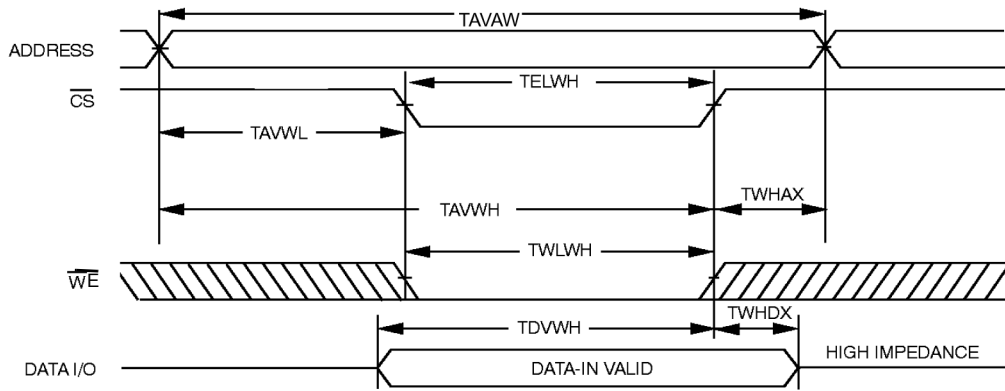 TAVAW
ADDRESS
TELWH
CS
TAVWL
TAVWH
TWHAX
TWLWH
WE
TDVWH
TWHDX
DATA I/O
DATA-IN VALID
HIGH IMPEDANCE